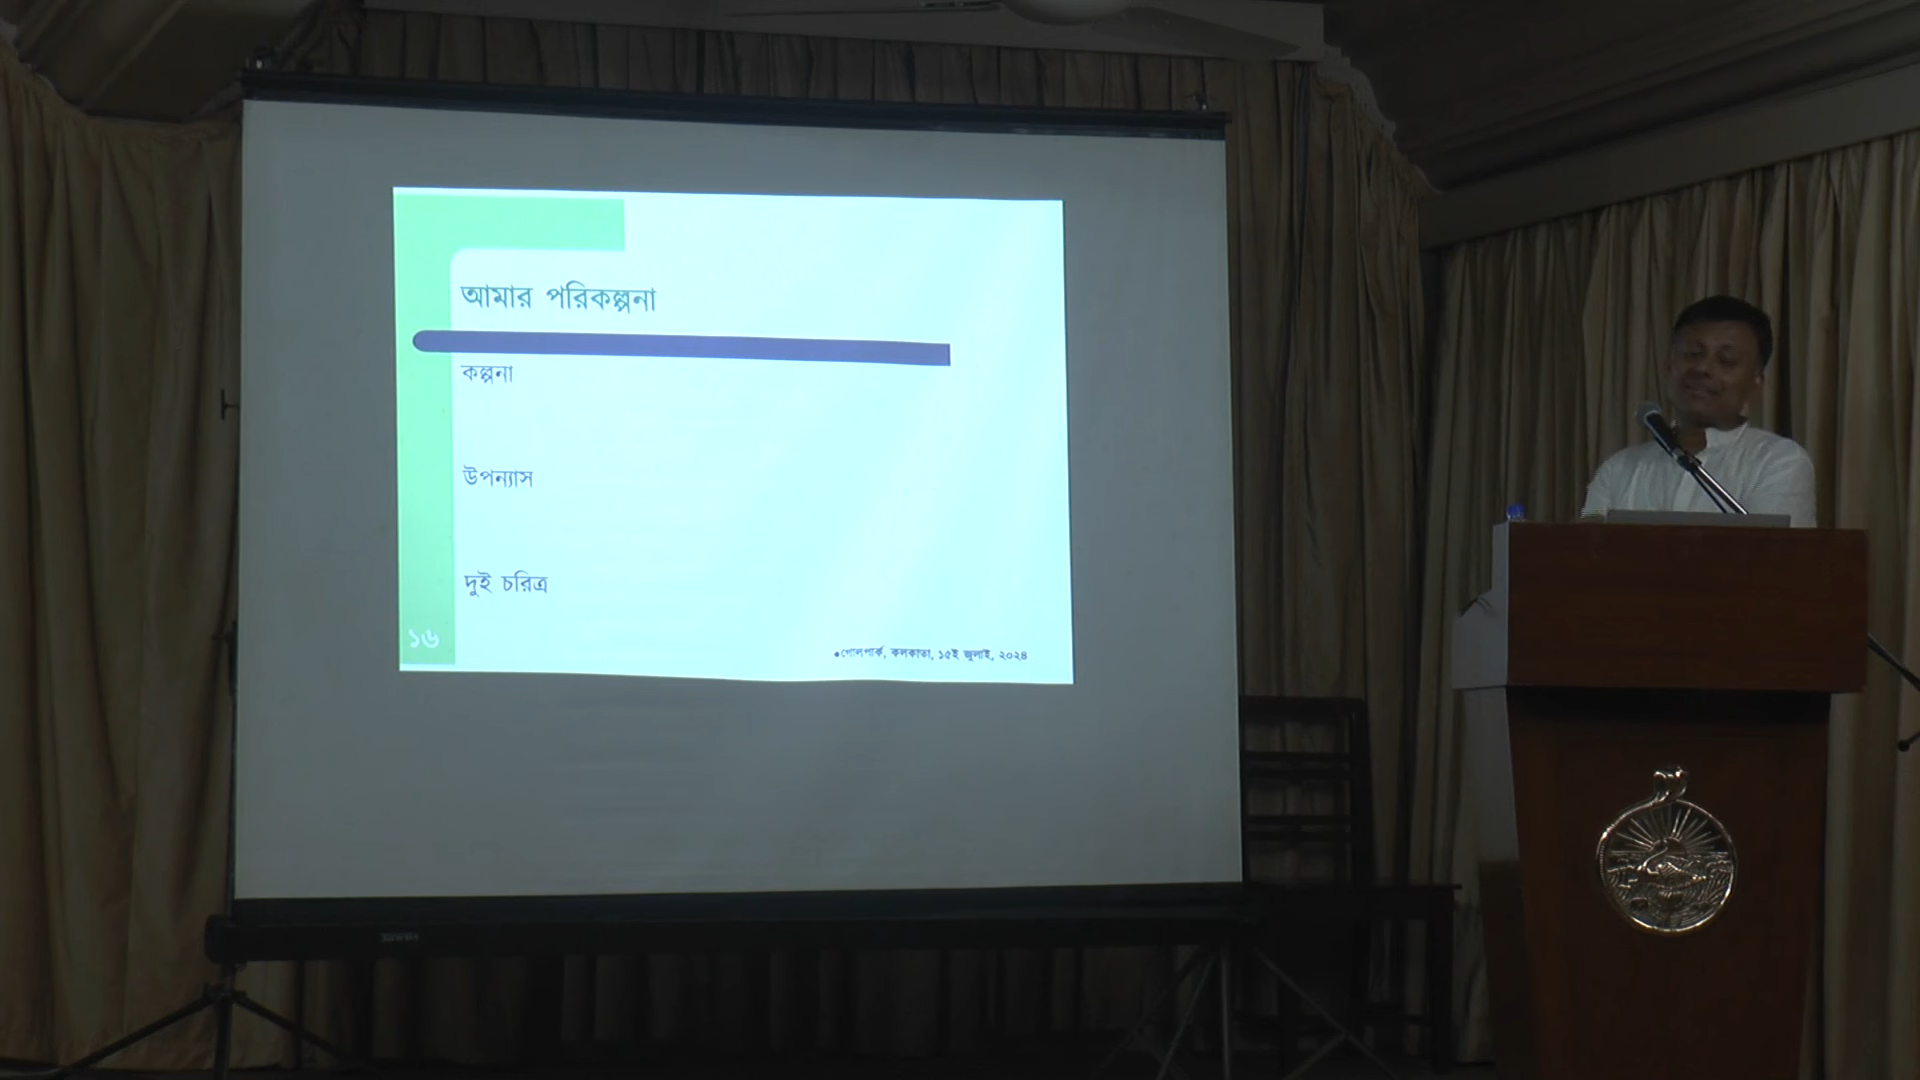 আমার পরিকল্পনা
কল্পনা
উপন্যাস
দুই চরিত্র
১৬
•গোলপার্ক, কলকাতা, ১৫ই জুলাই, ২০২৪